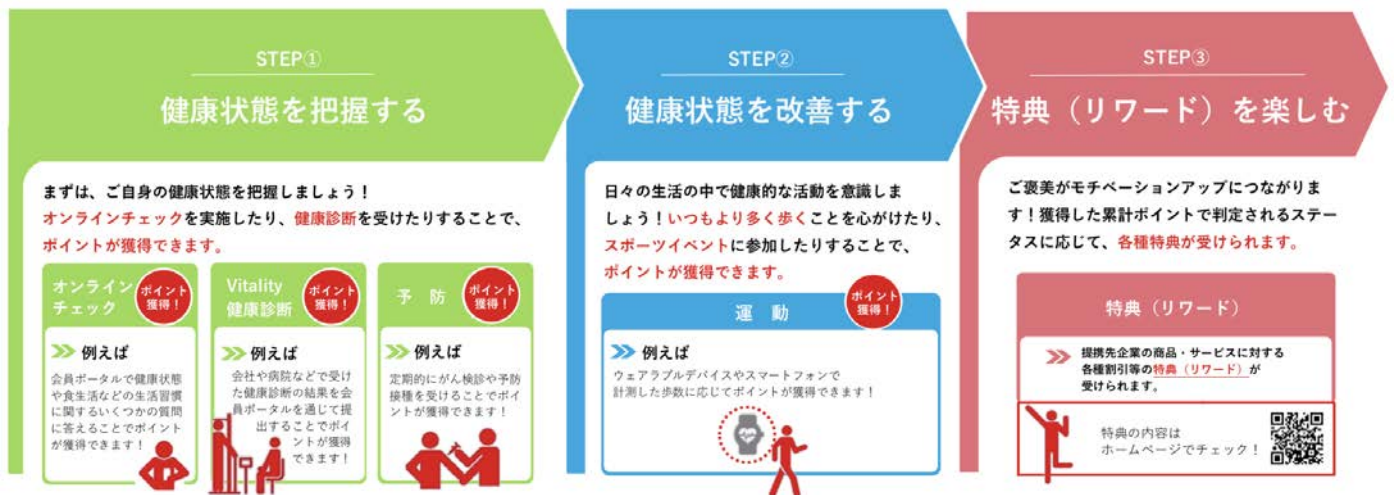 STEP①
健康状態を把握する
まずは、ご自身の健康状態を把握しましょう！
オンラインチェックを実施したり、健康診断を受けたりすることで、
ポイントが獲得できます。
オンライン
チェック
ポイント
獲得！
例えば
会員ポータルで健康状態
や食生活などの生活習慣
に関するいくつかの質問
に答えることでポイント
が獲得できます！
Vitality
健康診断
ポイント
獲得！
例えば
会社や病院などで受け
た健康診断の結果を会
員ポータルを通じて提
出することでポイ
ントが獲得
できます！
予 防
ポイント
獲得！
例えば
定期的にがん検診や予防
接種を受けることでポイ
ントが獲得できます！
STEP②
健康状態を改善する
日々の生活の中で健康的な活動を意識しま
しょう！いつもより多く歩くことを心がけたり、
スポーツイベントに参加したりすることで、
ポイントが獲得できます。
運 動
ポイント
獲得！
例えば
ウェアラブルデバイスやスマートフォンで
計測した歩数に応じてポイントが獲得できます！
STEP③
特典（リワード）を楽しむ
ご褒美がモチベーションアップにつながりま
す！獲得した累計ポイントで判定されるステー
タスに応じて、各種特典が受けられます。
特典（リワード）
提携先企業の商品・サービスに対する
各種割引等の特典（リワード）が
受けられます。
特典の内容は
ホームページでチェック！